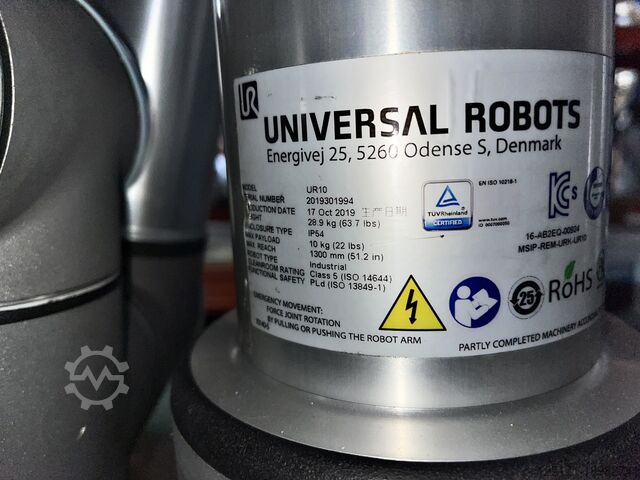 UR
UNIVERSAL ROBOTS
Energivej 25, 5260 Odense S, Denmark
MODEL UR10
SERIAL NUMBER 2019301994
PRODUCTION DATE 17 Oct 2019 生产日期
WEIGHT 28.9 kg (63.7 lbs)
ENCLOSURE TYPE IP54
MAX PAYLOAD 10 kg (22 lbs)
MAX REACH 1300 mm (51.2 in)
ROBOT TYPE Industrial
CLEANROOM RATING Class 5 (ISO 14644)
FUNCTIONAL SAFETY PLd (ISO 13849-1)
TÜVRheinland
CERTIFIED
EN ISO 10218-1
16-AB2EQ-00924
MSIP-REM-URK-UR10
25
RoHS
EMERGENCY MOVEMENT:
FORCE JOINT ROTATION
BY PULLING OR PUSHING THE ROBOT ARM
PARTLY COMPLETED MACHINERY